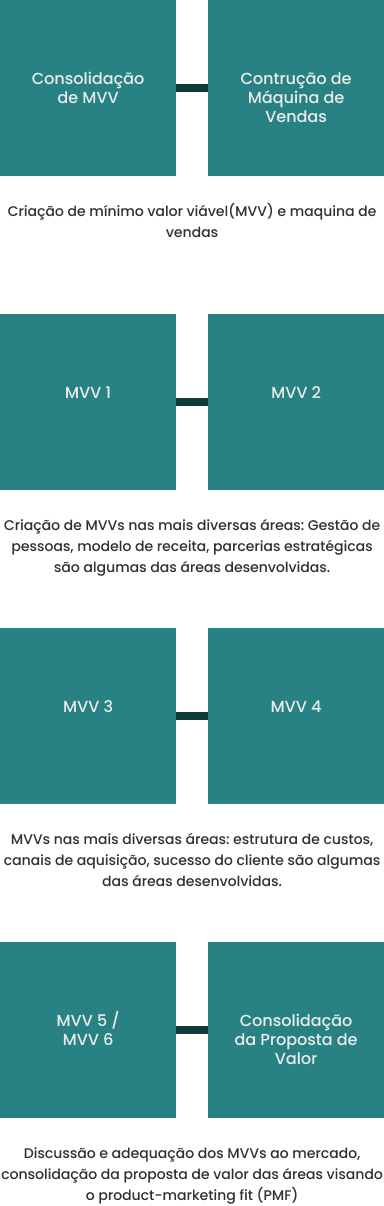 Consolidação
de MVV
Contrução de
Máquina de
Vendas
Criação de mínimo valor viável(MVV) e maquina de
vendas
MVV 1
MVV 2
Criação de MVVs nas mais diversas áreas: Gestão de
pessoas, modelo de receita, parcerias estratégicas
são algumas das áreas desenvolvidas.
MVV 3
MVV 4
MVVs nas mais diversas áreas: estrutura de custos,
canais de aquisição, sucesso do cliente são algumas
das áreas desenvolvidas.
MVV 5 /
MVV 6
Consolidação
da Proposta de
Valor
Discussão e adequação dos MVVs ao mercado,
consolidação da proposta de valor das áreas visando
o product-marketing fit (PMF)